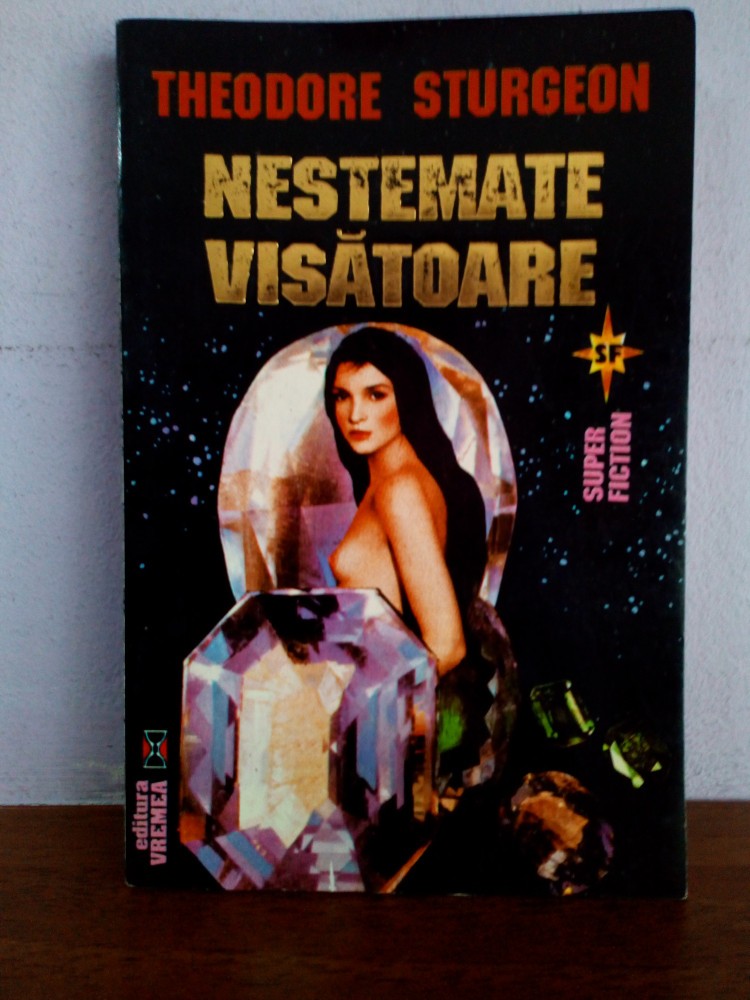 THEODORE STURGEON
NESTEMATE
VISĂTOARE
SF
SUPER
FICTION
editura
VREMEA